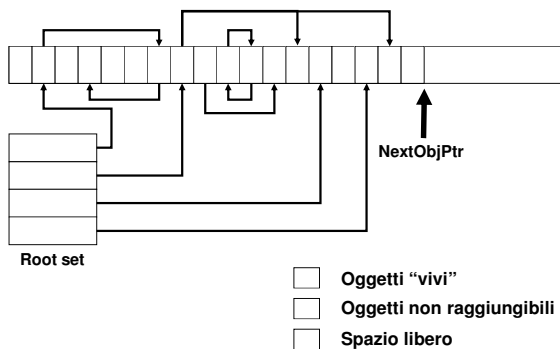 NextObjPtr
Root set
Oggetti “vivi”
Oggetti non raggiungibili
Spazio libero